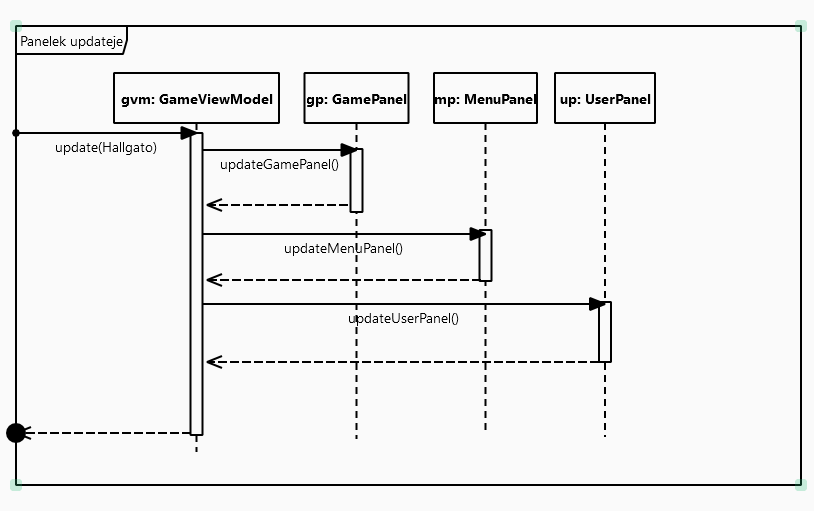 Panelek updateje
gvm: GameViewModel
gp: GamePanel
mp: MenuPanel
up: UserPanel
update(Hallgato)
updateGamePanel()
updateMenuPanel()
updateUserPanel()